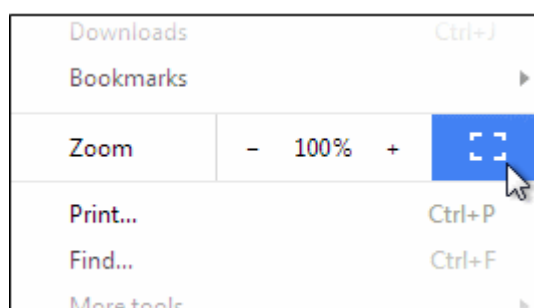 Downloads Ctrl+J
Bookmarks
Zoom - 100% +
Print... Ctrl+P
Find... Ctrl+F
More tools